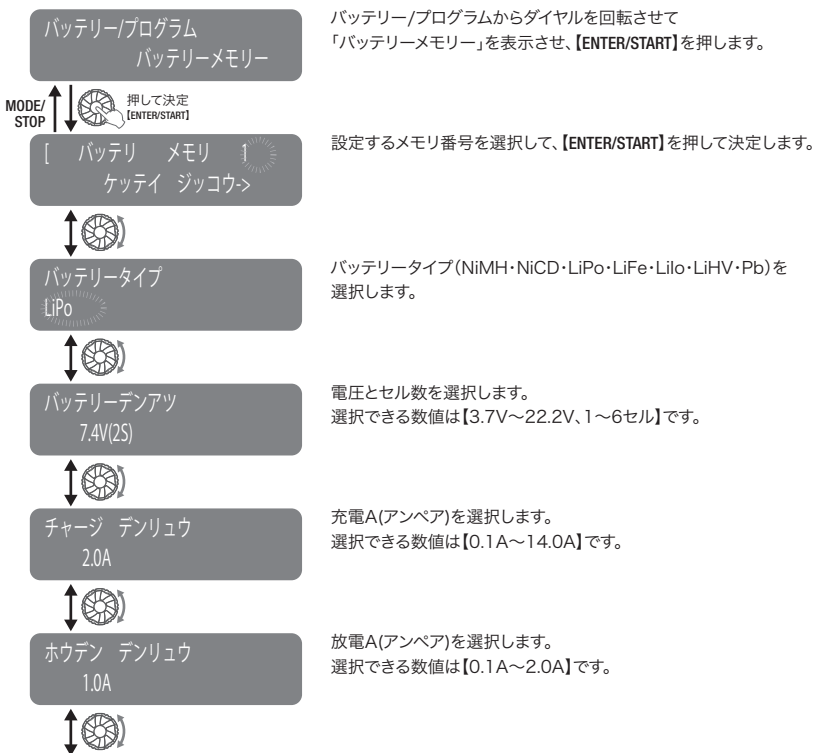 バッテリー/プログラム
バッテリーメモリー
バッテリー/プログラムからダイヤルを回転させて
「バッテリーメモリー」を表示させ、【ENTER/START】を押します。
MODE/
STOP
押して決定
【ENTER/START】
[ バッテリ メモリ 1
ケッテイ ジッコウ->
設定するメモリ番号を選択して、【ENTER/START】を押して決定します。
バッテリータイプ
LiPo
バッテリータイプ（NiMH･NiCD･LiPo･LiFe･LiIo･LiHV･Pb）を
選択します。
バッテリーデンアツ
7.4V(2S)
電圧とセル数を選択します。
選択できる数値は【3.7V〜22.2V、1〜6セル】です。
チャージ デンリュウ
2.0A
充電A(アンペア)を選択します。
選択できる数値は【0.1A〜14.0A】です。
ホウデン デンリュウ
1.0A
放電A(アンペア)を選択します。
選択できる数値は【0.1A〜2.0A】です。